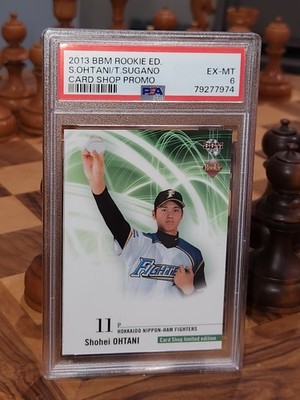 2013 BBM ROOKIE ED.
S.OHTANI/T.SUGANO
CARD SHOP PROMO
EX-MT
6
PSA
79277974
BBM
FIGHTERS
11 P
HOKKAIDO NIPPON-HAM FIGHTERS
Shohei OHTANI
Card Shop limited edition